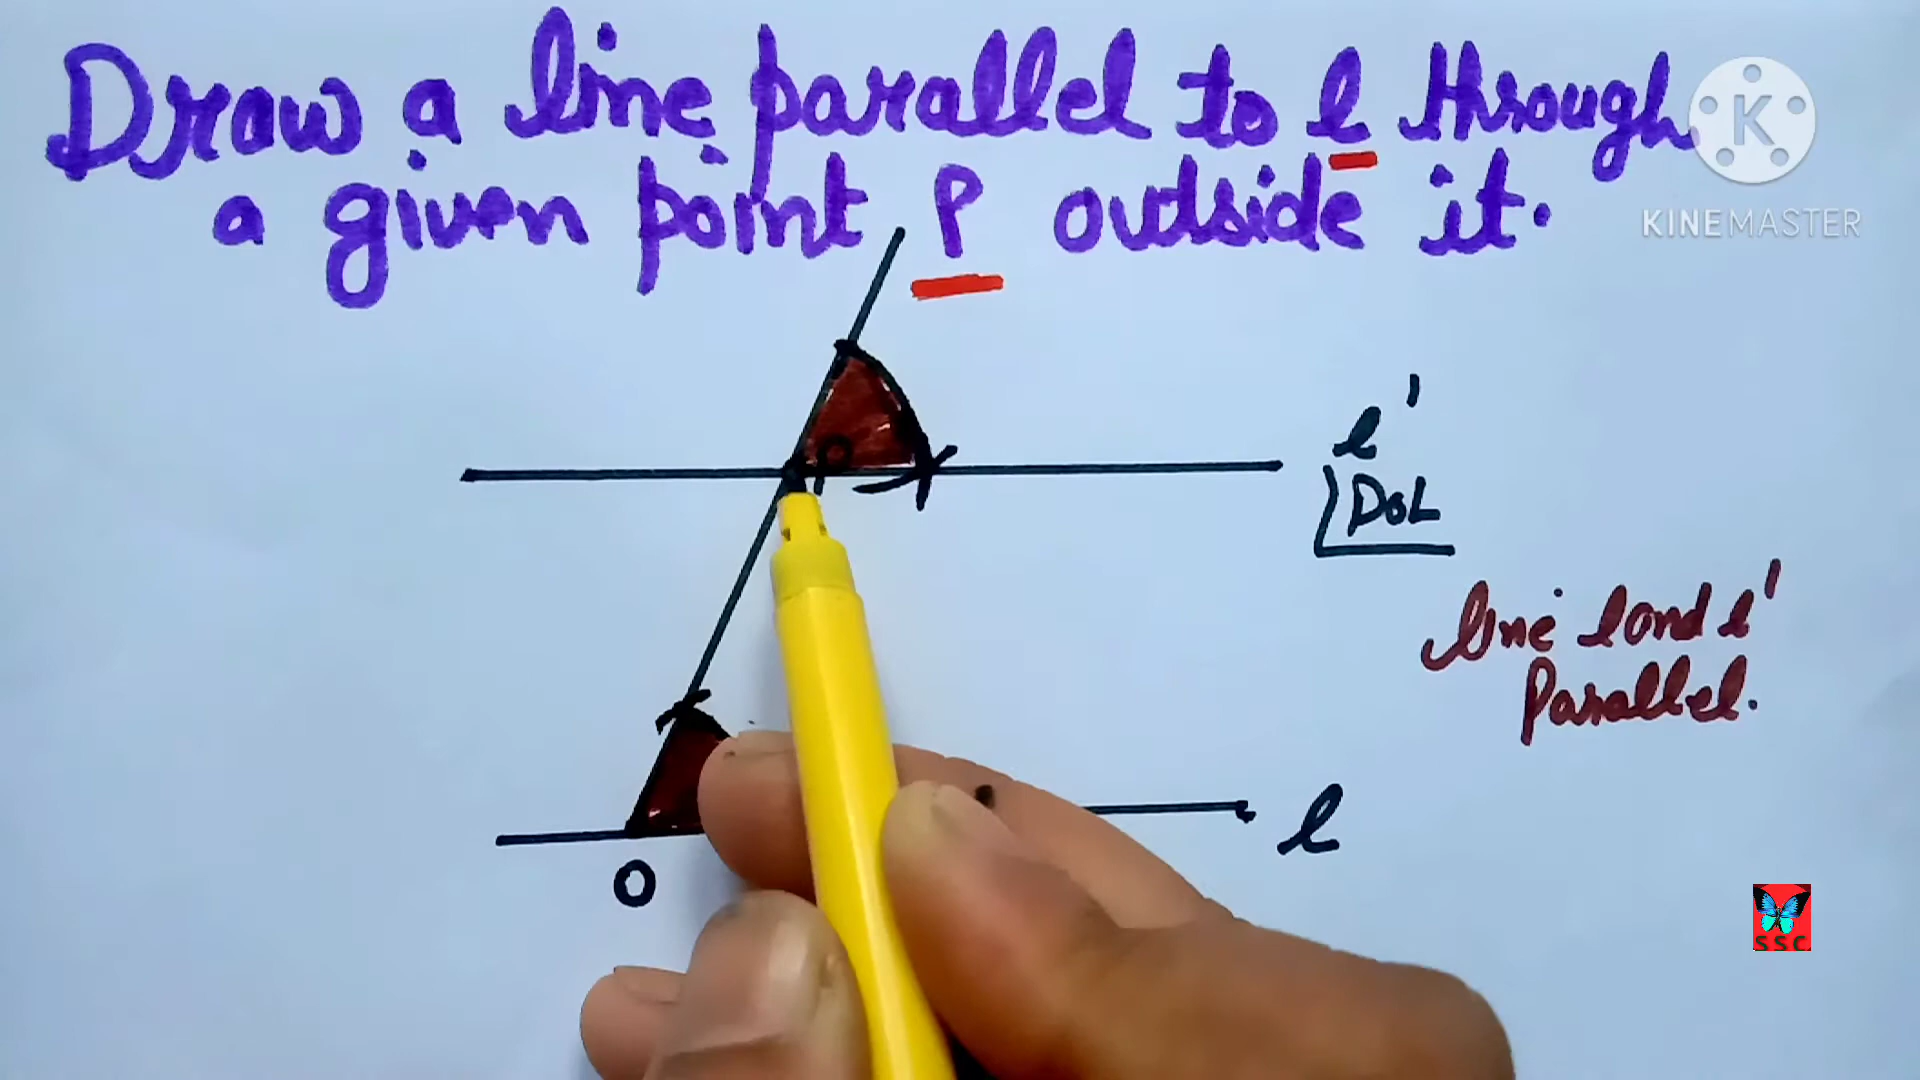 Draw a line parallel to l through
a given point P outside it.
K
KINEMASTER
l'
P
DOL
line l and l'
Parallel.
l
O
SSC